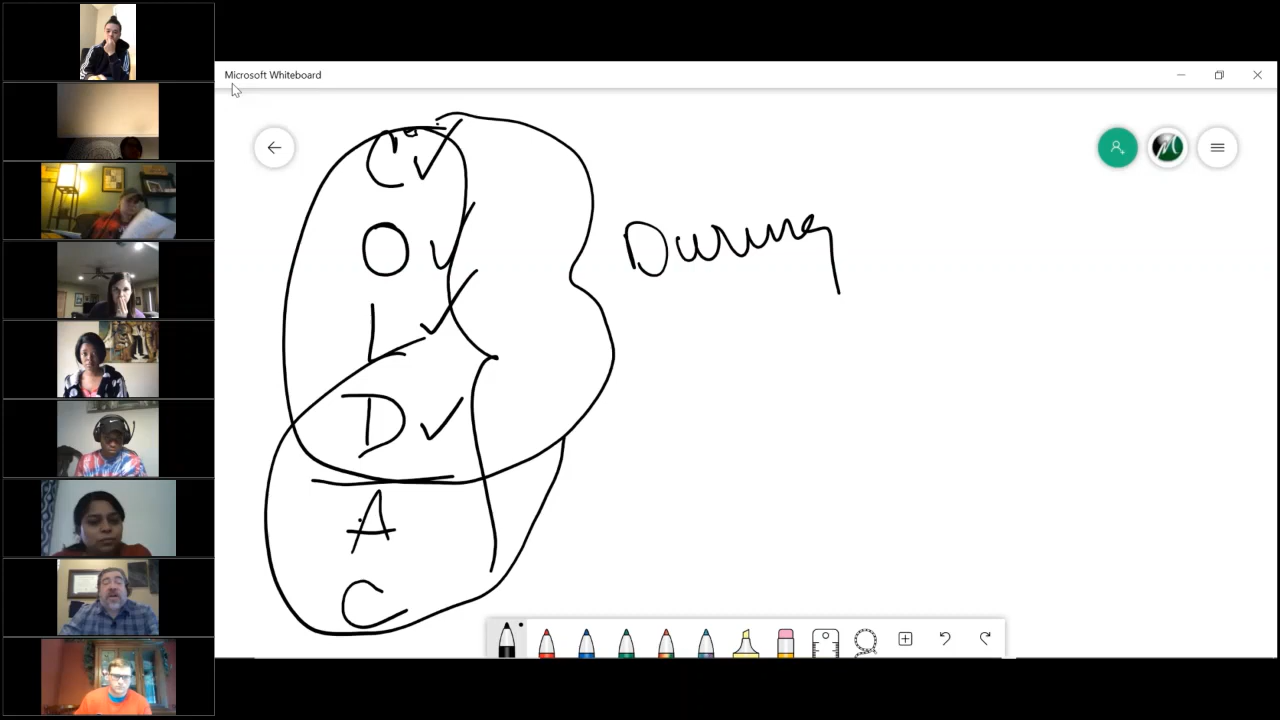 Microsoft Whiteboard
C ✓
O ✓
During
L ✓
D ✓
A
C